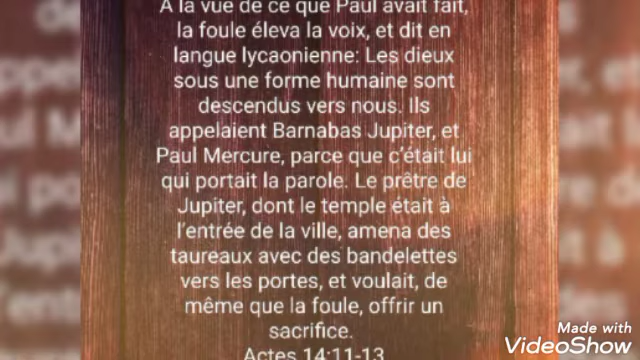 A la vue de ce que Paul avait fait,
la foule éleva la voix, et dit en
langue lycaonienne: Les dieux
sous une forme humaine sont
descendus vers nous. Ils
appelaient Barnabas Jupiter, et
Paul Mercure, parce que c’était lui
qui portait la parole. Le prêtre de
Jupiter, dont le temple était à
l’entrée de la ville, amena des
taureaux avec des bandelettes
vers les portes, et voulait, de
même que la foule, offrir un
sacrifice.
Actes 14:11-13
Made with
VideoShow